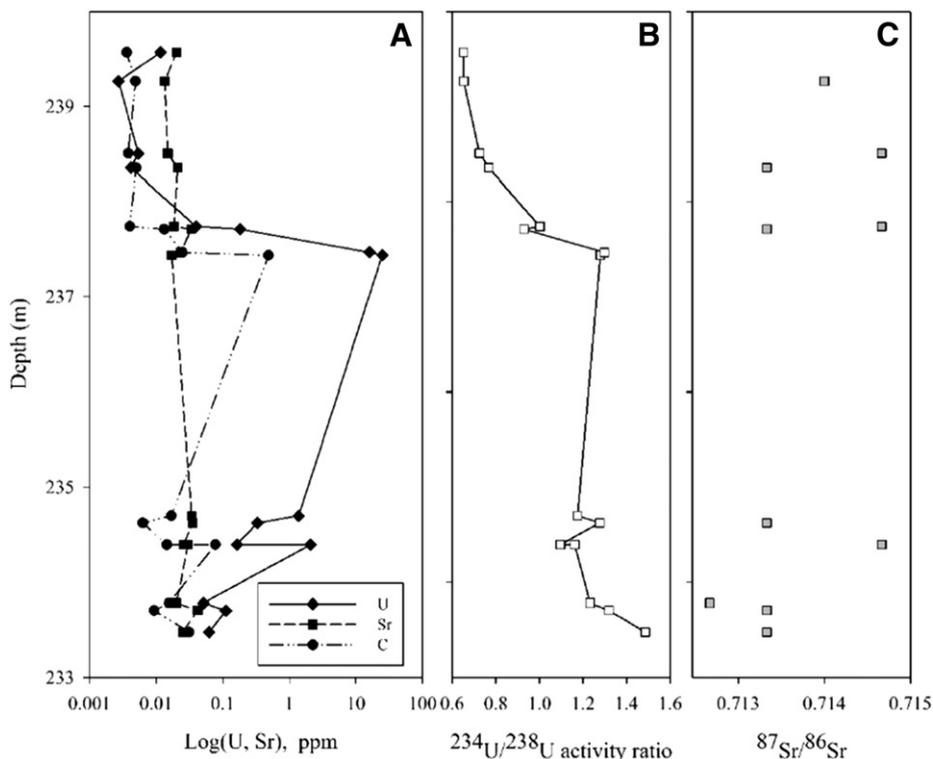 A
B
C
239
237
235
233
Depth (m)
U
Sr
C
0.001 0.01 0.1 1 10 100
0.6 0.8 1.0 1.2 1.4 1.6
0.713 0.714 0.715
Log(U, Sr), ppm
234U/238U activity ratio
87Sr/86Sr